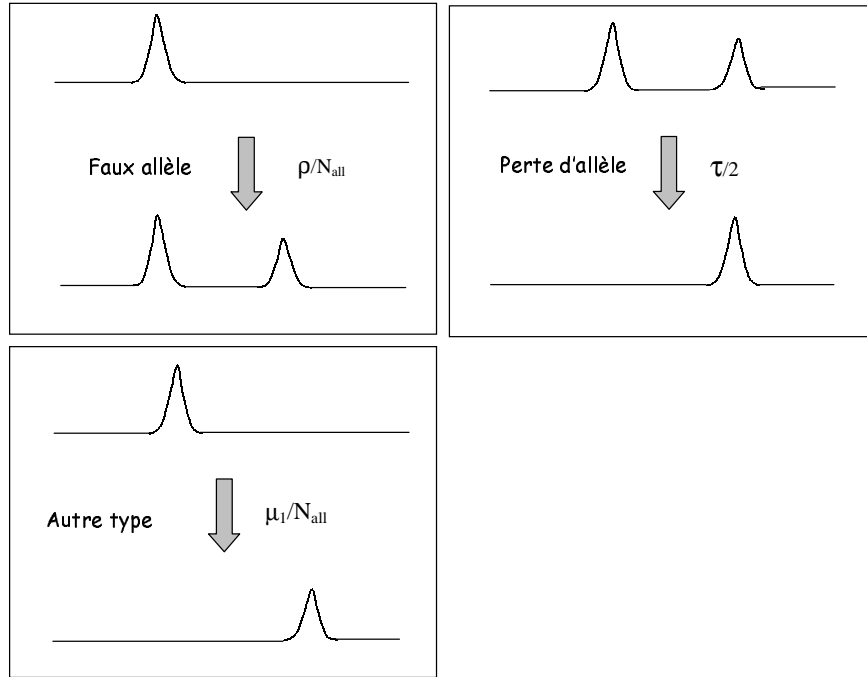 Faux allèle
ρ/Nall
Perte d'allèle
τ/2
Autre type
μ1/Nall